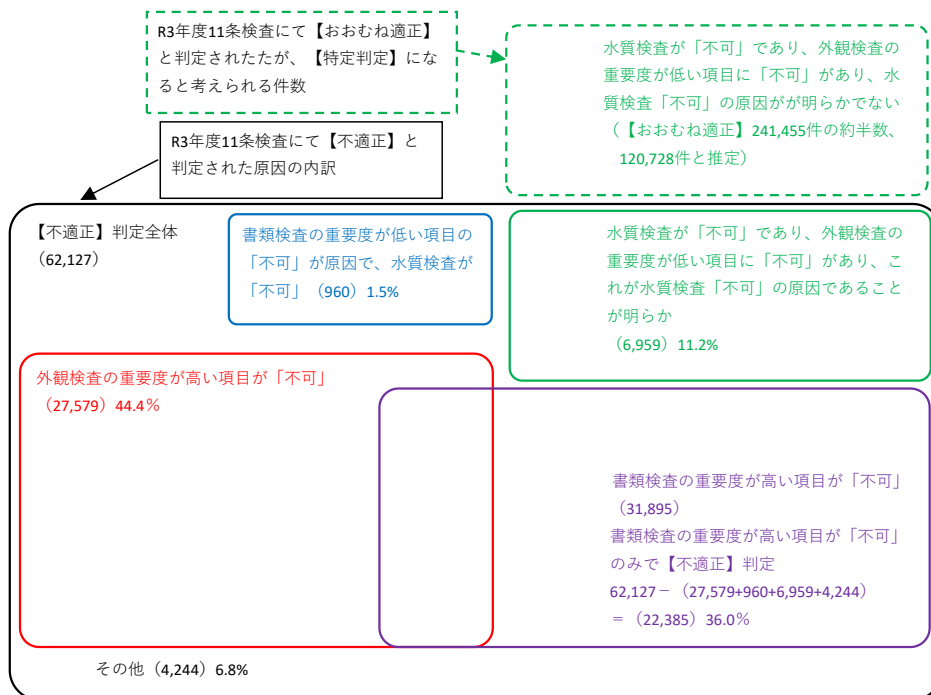 R3年度11条検査にて【おおむね適正】
と判定されたたが、【特定判定】にな
ると考えられる件数
水質検査が「不可」であり、外観検査の
重要度が低い項目に「不可」があり、水
質検査「不可」の原因がが明らかでない
（【おおむね適正】241,455件の約半数、
120,728件と推定）
R3年度11条検査にて【不適正】と
判定された原因の内訳
【不適正】判定全体
（62,127）
書類検査の重要度が低い項目の
「不可」が原因で、水質検査が
「不可」（960）1.5%
水質検査が「不可」であり、外観検査の
重要度が低い項目に「不可」があり、こ
れが水質検査「不可」の原因であること
が明らか
（6,959）11.2%
外観検査の重要度が高い項目が「不可」
（27,579）44.4％
書類検査の重要度が高い項目が「不可」
（31,895）
書類検査の重要度が高い項目が「不可」
のみで【不適正】判定
62,127－（27,579+960+6,959+4,244）
＝（22,385）36.0％
その他（4,244）6.8%